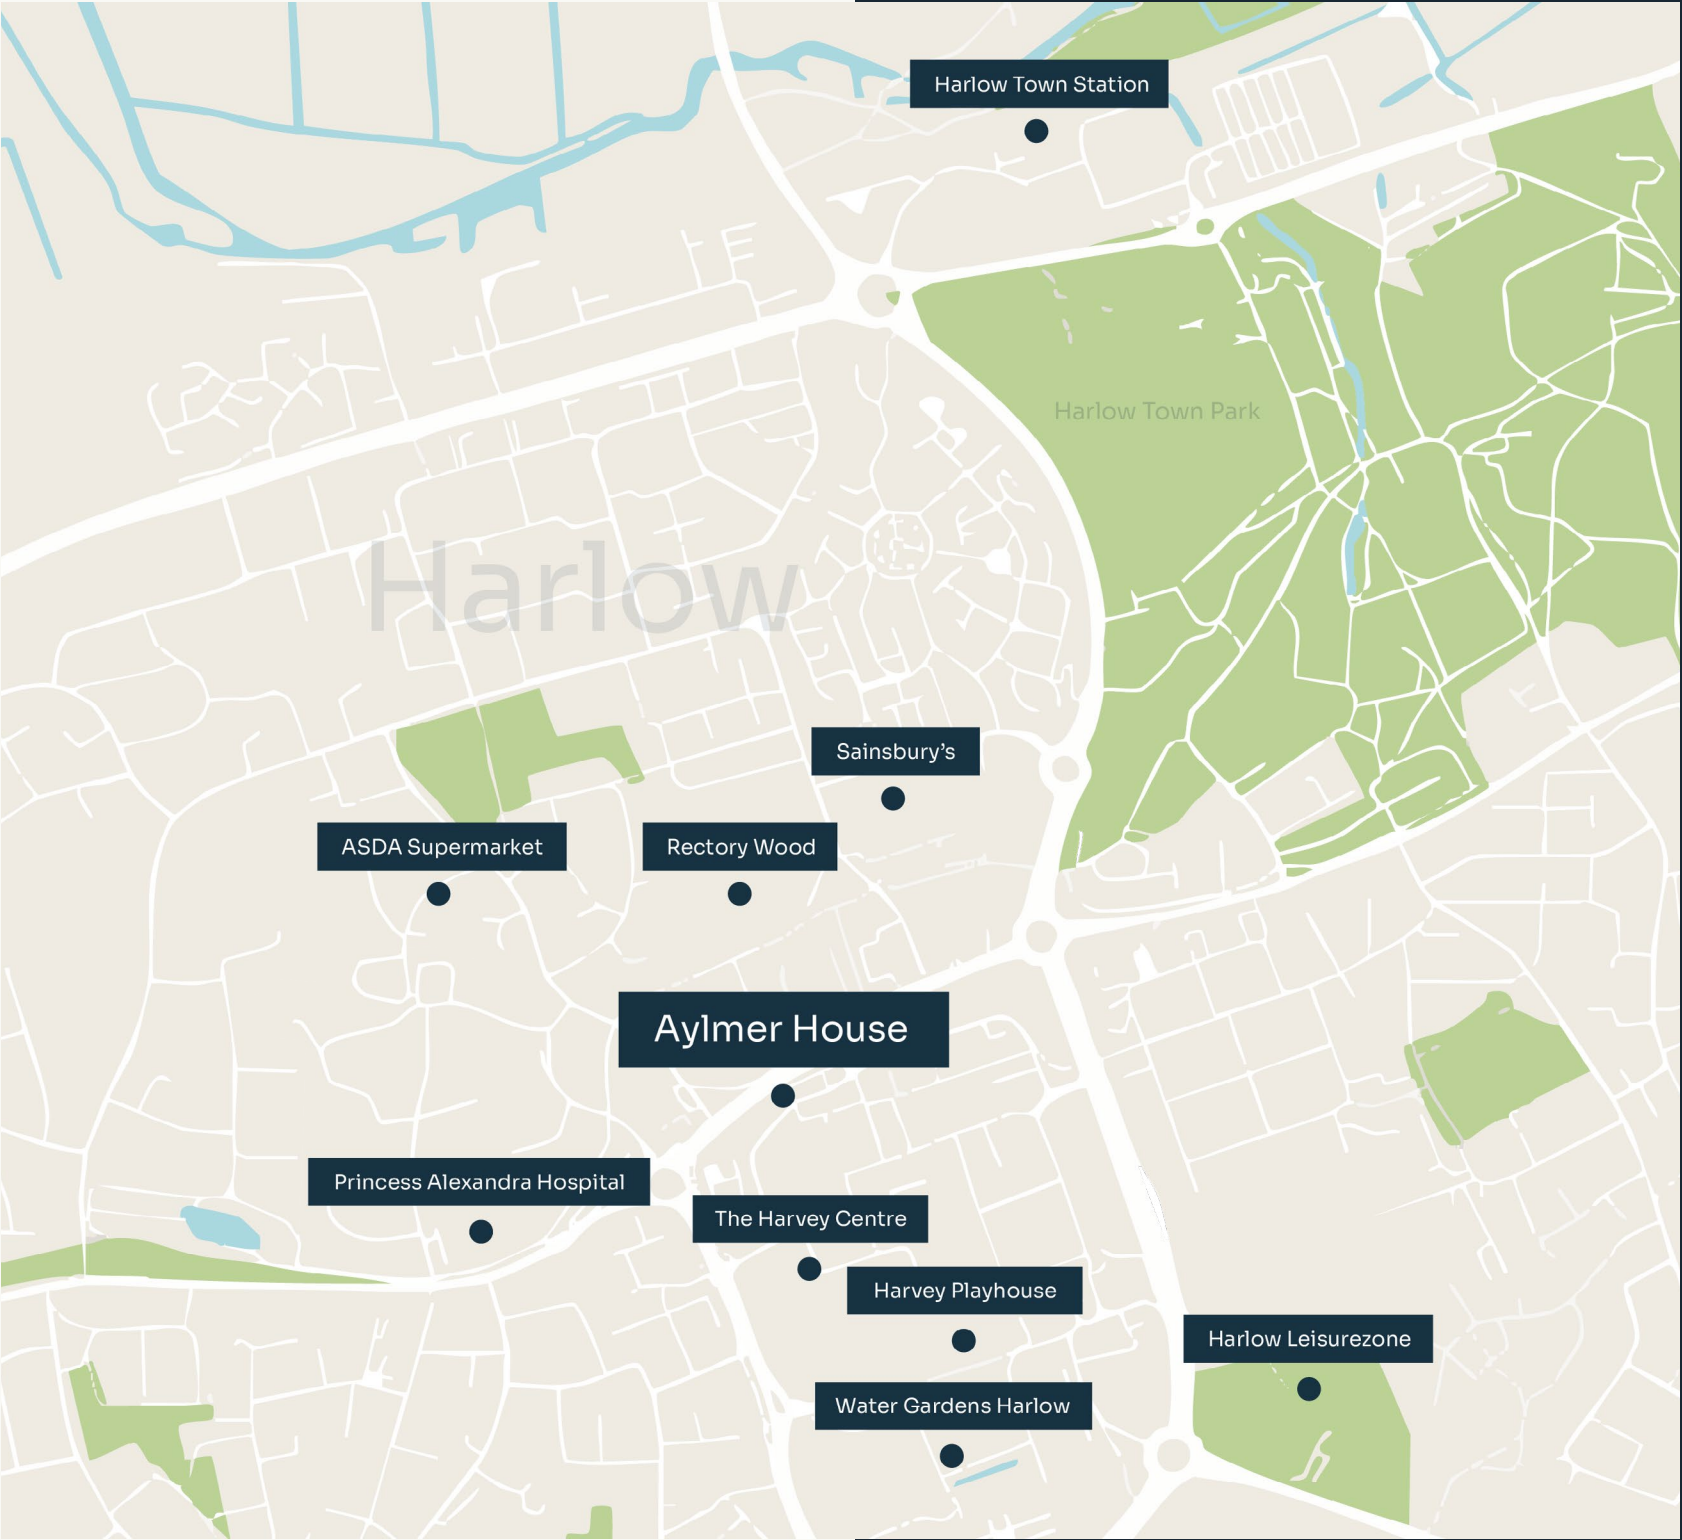 Harlow Town Station
Harlow Town Park
Harlow
Sainsbury’s
ASDA Supermarket
Rectory Wood
Aylmer House
Princess Alexandra Hospital
The Harvey Centre
Harvey Playhouse
Harlow Leisurezone
Water Gardens Harlow